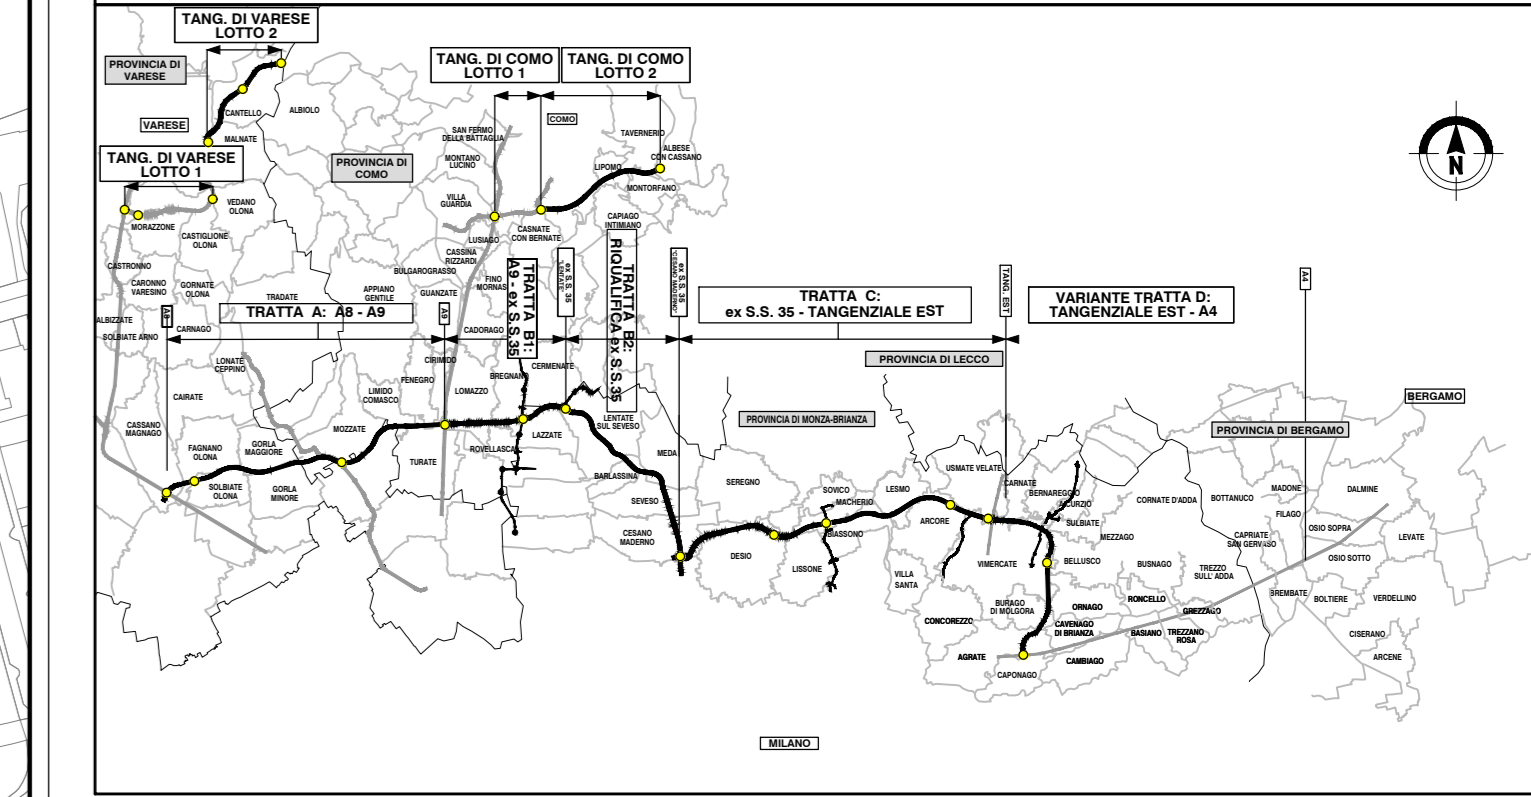 TANG. DI VARESE
LOTTO 2
PROVINCIA DI
VARESE
TANG. DI COMO
LOTTO 1
TANG. DI COMO
LOTTO 2
CANTELLO
ALBIOLO
VARESE
MALNATE
COMO
SAN FERMO
DELLA BATTAGLIA
TAVERNERIO
ALBESE
CON CASSANO
TANG. DI VARESE
LOTTO 1
PROVINCIA DI
COMO
MONTANO
LUCINO
LIPOMO
MONTORFANO
N
VEDANO
OLONA
VILLA
GUARDIA
MORAZZONE
CASTIGLIONE
OLONA
LUSIAGO
CASNATE
CON BERNATE
CAPIAGO
INTIMIANO
CASTRONNO
CASSINA
RIZZARDI
BULGAROGRASSO
CARONNO
VARESINO
GORNATE
OLONA
TRADATE
APPIANO
GENTILE
GUANZATE
FINO
MORNAS
TRATTA B1:
A9 - ex S.S.35
ex S.S. 35
"LENTATE"
TRATTA B2:
RIQUALIFICA ex S.S.35
ex S.S. 35
"CESANO MADERNO"
TRATTA C:
ex S.S. 35 - TANGENZIALE EST
TANG. EST
VARIANTE TRATTA D:
TANGENZIALE EST - A4
A4
ALBIZZATE
SOLBIATE ARNO
A8
CARNAGO
TRATTA A: A8 - A9
A9
CADORAGO
LONATE
CEPPINO
CIRIMIDO
CERMENATE
BREGNANO
FENEGRO
PROVINCIA DI LECCO
CAIRATE
LIMIDO
COMASCO
LOMAZZO
BERGAMO
CASSANO
MAGNAGO
MOZZATE
LENTATE
SUL SEVESO
PROVINCIA DI MONZA-BRIANZA
PROVINCIA DI BERGAMO
FAGNANO
OLONA
GORLA
MAGGIORE
TURATE
ROVELLASCA
LAZZATE
MEDA
SOLBIATE
OLONA
GORLA
MINORE
BARLASSINA
SEVESO
SEREGNO
SOVICO
MACHERIO
LESMO
USMATE VELATE
CARNATE
BERNAREGGIO
AICURZIO
CORNATE D'ADDA
BOTTANUCO
MADONE
DALMINE
FILAGO
CESANO
MADERNO
DESIO
BIASSONO
LISSONE
ARCORE
SULBIATE
MEZZAGO
CAPRIATE
SAN GERVASO
OSIO SOPRA
LEVATE
OSIO SOTTO
VILLA
SANTA
VIMERCATE
BELLUSCO
BUSNAGO
TREZZO
SULL' ADDA
BURAGO
DI MOLGORA
ORNAGO
RONCELLO
GREZZAGO
BREMBATE
BOLTIERE
VERDELLINO
CONCOREZZO
CAVENAGO
DI BRIANZA
BASIANO
TREZZANO
ROSA
CISERANO
AGRATE
CAMBIAGO
ARCENE
CAPONAGO
MILANO